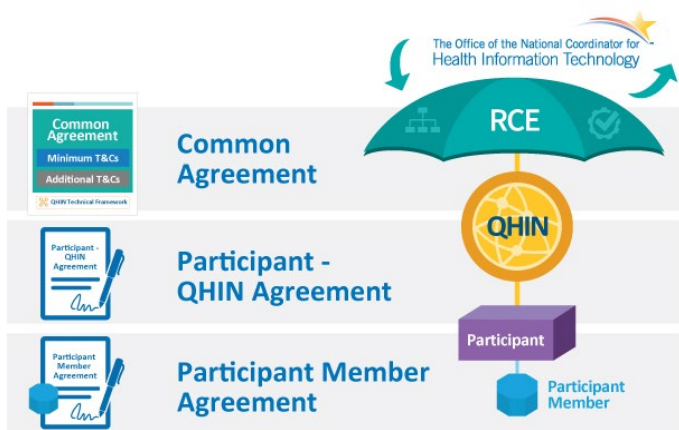 The Office of the National Coordinator for
Health Information Technology
RCE
Common
Agreement
Minimum T&Cs
Additional T&Cs
QHIN Technical Framework
Common
Agreement
QHIN
Participant -
QHIN
Agreement
Participant -
QHIN Agreement
Participant
Participant
Member
Agreement
Participant Member
Agreement
Participant
Member